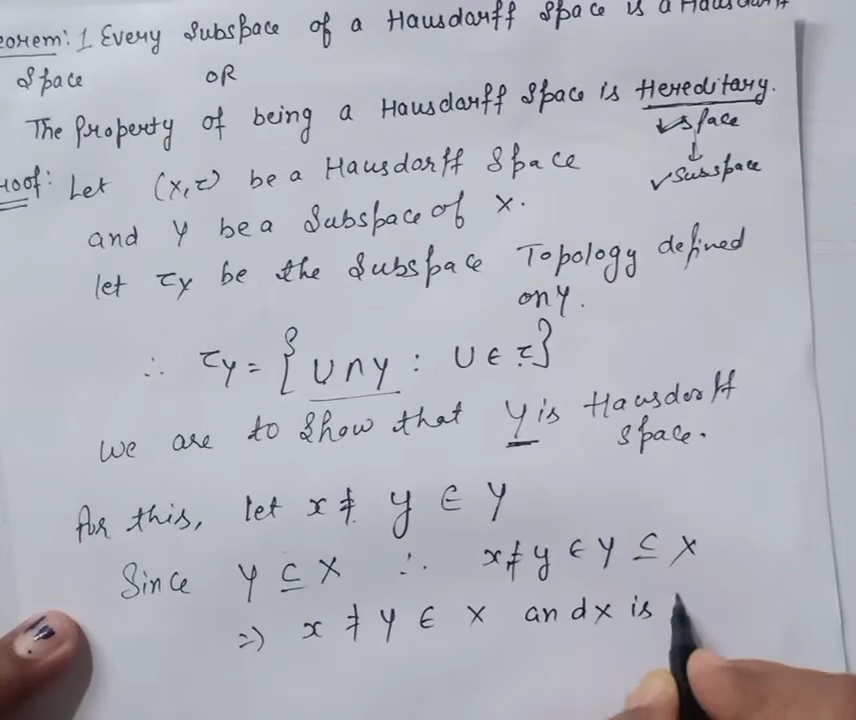 eorem: 1. Every Subspace of a Hausdorff Space is a Hausdorff
Space OR
The Property of being a Hausdorff Space is Hereditary.
✓Space
↓
✓Subspace
roof: Let (X,τ) be a Hausdorff Space
and Y be a Subspace of X.
let τY be the Subspace Topology defined
on Y.
∴ τY = {U∩Y : U ∈ τ}
We are to Show that Y is Hausdorff
Space.
For this, let x ≠ y ∈ Y
Since Y ⊆ X ∴ x ≠ y ∈ Y ⊆ X
⇒ x ≠ y ∈ X and X is